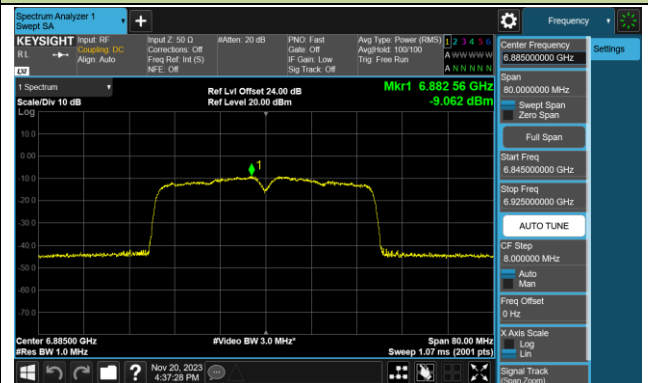 Spectrum Analyzer 1
Swept SA
Frequency
KEYSIGHT
Input: RF
Coupling: DC
Align: Auto
Input Z: 50 Ω
Corrections: Off
Freq Ref: Int (S)
NFE: Off
#Atten: 20 dB
PNO: Fast
Gate: Off
IF Gain: Low
Sig Track: Off
Avg Type: Power (RMS)
Avg|Hold: 100/100
Trig: Free Run
1 2 3 4 5 6
A W W W W W
A N N N N N
RL
LXI
1 Spectrum
Scale/Div 10 dB
Log
Ref Lvl Offset 24.00 dB
Ref Level 20.00 dBm
Mkr1 6.882 56 GHz
-9.062 dBm
10.0
0.00
-10.0
-20.0
-30.0
-40.0
-50.0
-60.0
-70.0
1
Center 6.88500 GHz
#Res BW 1.0 MHz
#Video BW 3.0 MHz*
Span 80.00 MHz
Sweep 1.07 ms (2001 pts)
Nov 20, 2023
4:37:28 PM
Center Frequency
6.885000000 GHz
Settings
Span
80.0000000 MHz
Swept Span
Zero Span
Full Span
Start Freq
6.845000000 GHz
Stop Freq
6.925000000 GHz
AUTO TUNE
CF Step
8.000000 MHz
Auto
Man
Freq Offset
0 Hz
X Axis Scale
Log
Lin
Signal Track
(Span Zoom)